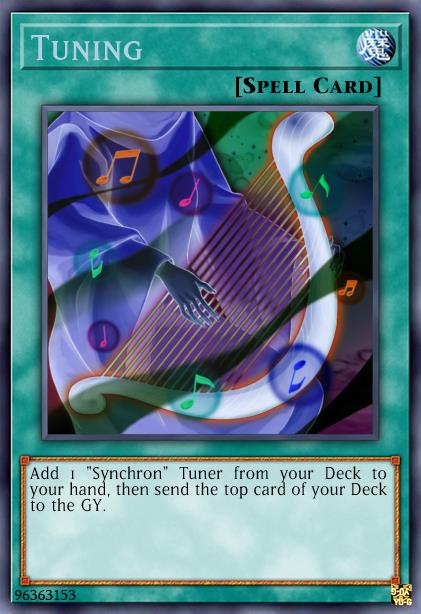 Tuning
魔
[Spell Card]
Add 1 "Synchron" Tuner from your Deck to
your hand, then send the top card of your Deck
to the GY.
96363153